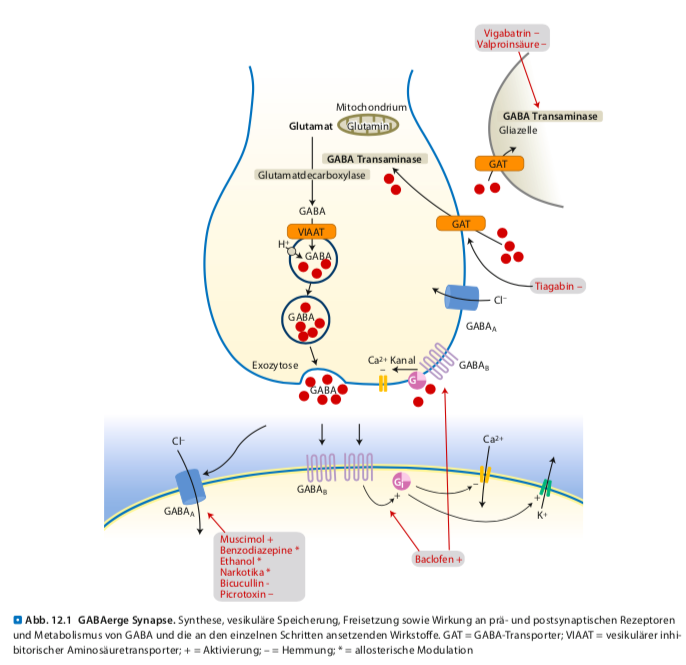 Vigabatrin –
Valproinsäure –
Mitochondrium
Glutamat
Glutamin
GABA Transaminase
Gliazelle
GABA Transaminase
Glutamatdecarboxylase
GAT
GABA
GAT
VIAAT
H+
GABA
Tiagabin –
Cl–
GABA
GABAA
Ca2+ Kanal
–
GABAB
Exozytose
G
GABA
Cl–
Ca2+
GABAB
G
–
+
+
GABAA
K+
Muscimol +
Benzodiazepine *
Ethanol *
Narkotika *
Bicucullin -
Picrotoxin –
Baclofen +
Abb. 12.1 GABAerge Synapse. Synthese, vesikuläre Speicherung, Freisetzung sowie Wirkung an prä- und postsynaptischen Rezeptoren
und Metabolismus von GABA und die an den einzelnen Schritten ansetzenden Wirkstoffe. GAT = GABA-Transporter; VIAAT = vesikulärer inhi-
bitorischer Aminosäuretransporter; + = Aktivierung; – = Hemmung; * = allosterische Modulation